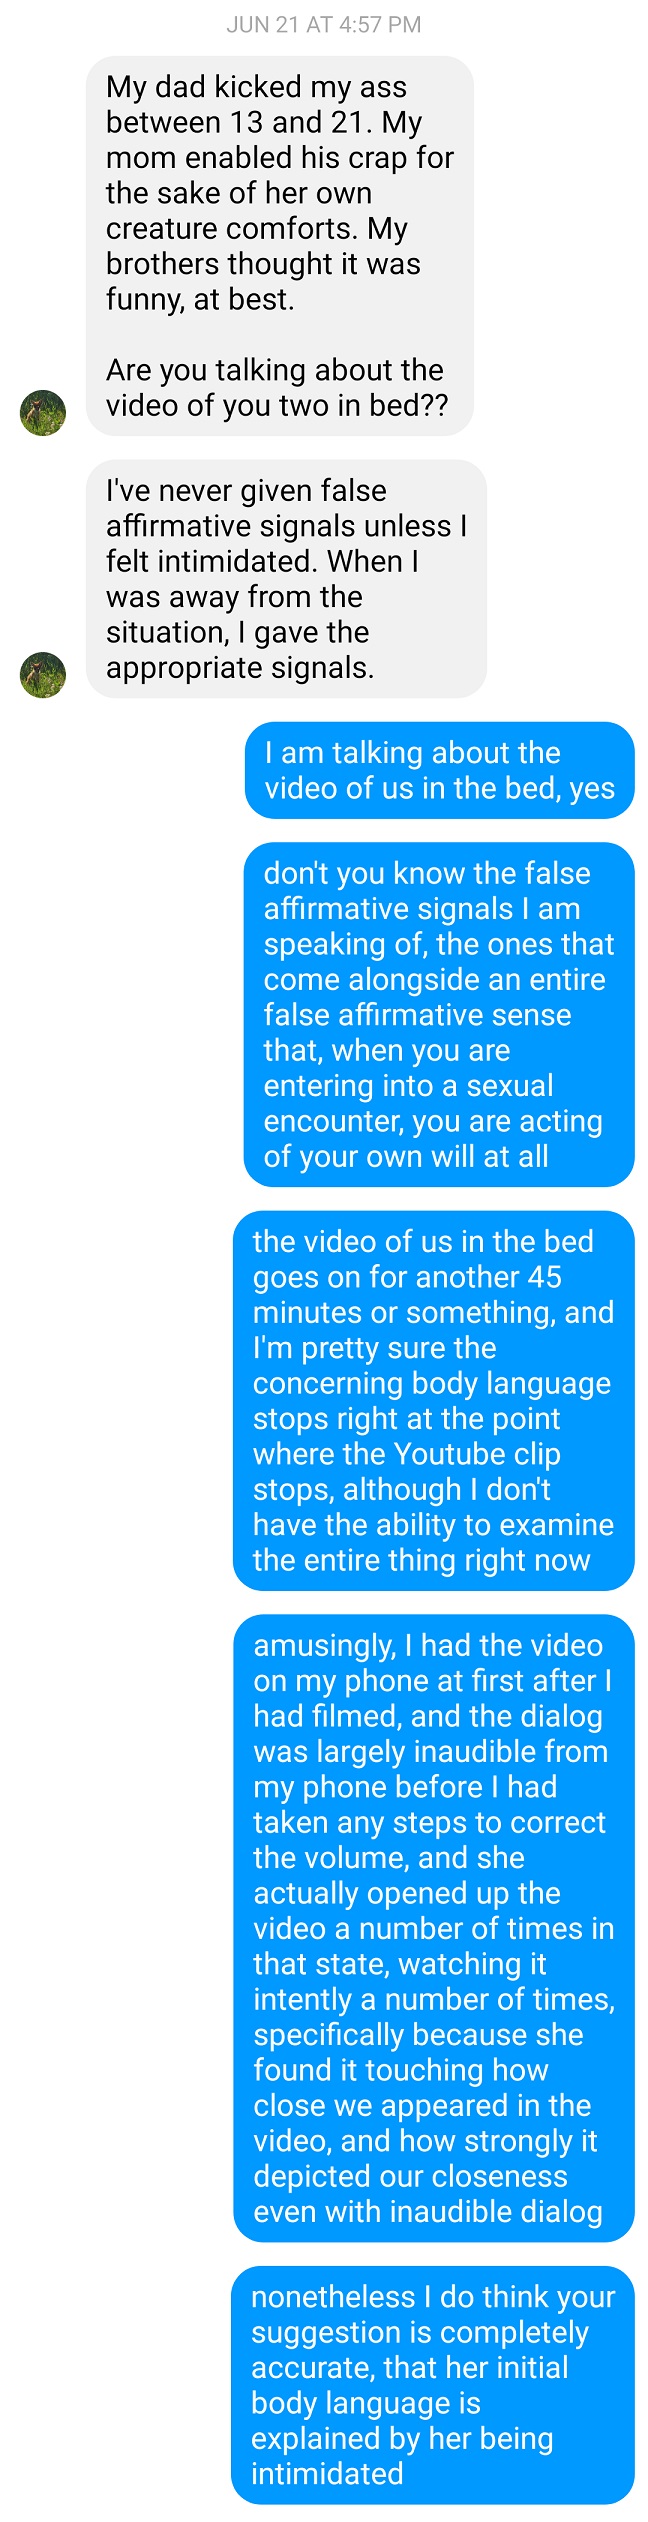 JUN 21 AT 4:57 PM
My dad kicked my ass
between 13 and 21. My
mom enabled his crap for
the sake of her own
creature comforts. My
brothers thought it was
funny, at best.
Are you talking about the
video of you two in bed??
I've never given false
affirmative signals unless I
felt intimidated. When I
was away from the
situation, I gave the
appropriate signals.
I am talking about the
video of us in the bed, yes
don't you know the false
affirmative signals I am
speaking of, the ones that
come alongside an entire
false affirmative sense
that, when you are
entering into a sexual
encounter, you are acting
of your own will at all
the video of us in the bed
goes on for another 45
minutes or something, and
I'm pretty sure the
concerning body language
stops right at the point
where the Youtube clip
stops, although I don't
have the ability to examine
the entire thing right now
amusingly, I had the video
on my phone at first after I
had filmed, and the dialog
was largely inaudible from
my phone before I had
taken any steps to correct
the volume, and she
actually opened up the
video a number of times in
that state, watching it
intently a number of times,
specifically because she
found it touching how
close we appeared in the
video, and how strongly it
depicted our closeness
even with inaudible dialog
nonetheless I do think your
suggestion is completely
accurate, that her initial
body language is
explained by her being
intimidated